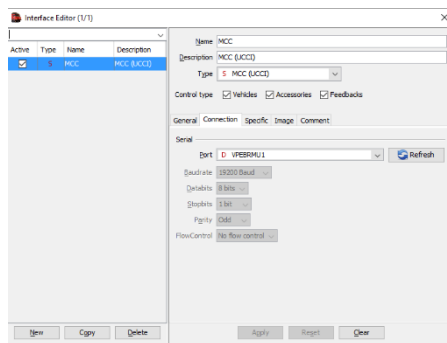 Interface Editor (1/1)
Active Type Name Description
S MCC MCC (UCCI)
Name MCC
Description MCC (UCCI)
Type S MCC (UCCI)
Control type Vehicles Accessories Feedbacks
General Connection Specific Image Comment
Serial
Port D VPEBRMU1 Refresh
Baudrate 19200 Baud
Databits 8 bits
Stopbits 1 bit
Parity Odd
FlowControl No flow control
New Copy Delete Apply Reset Clear